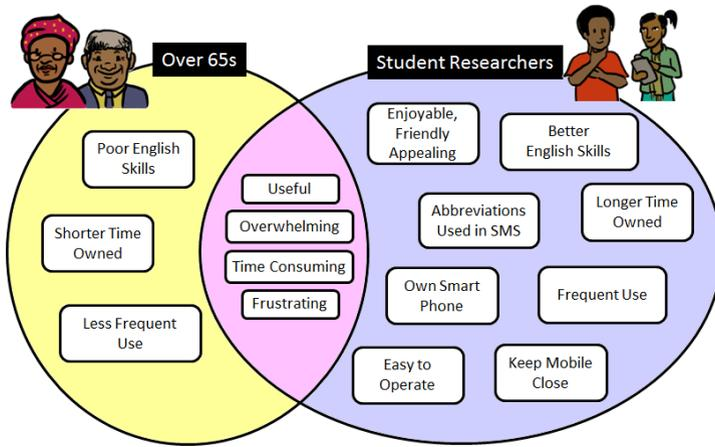 Over 65s
Student Researchers
Poor English
Skills
Shorter Time
Owned
Less Frequent
Use
Useful
Overwhelming
Time Consuming
Frustrating
Enjoyable,
Friendly
Appealing
Better
English Skills
Abbreviations
Used in SMS
Longer Time
Owned
Own Smart
Phone
Frequent Use
Easy to
Operate
Keep Mobile
Close